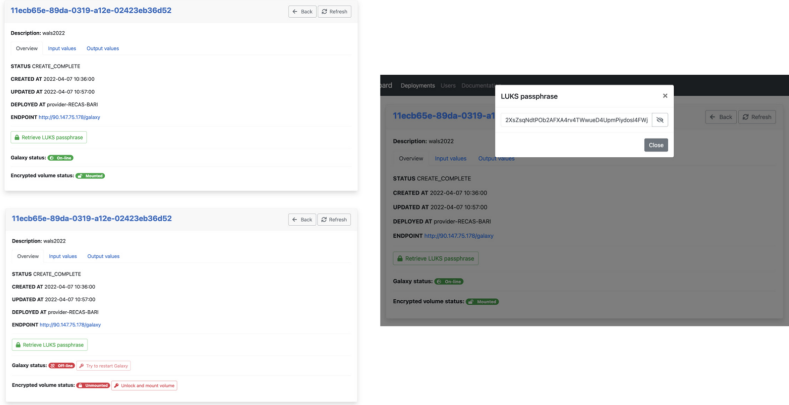 11ecb65e-89da-0319-a12e-02423eb36d52
← Back
Refresh
Description: wals2022
Overview Input values Output values
STATUS CREATE_COMPLETE
CREATED AT 2022-04-07 10:36:00
UPDATED AT 2022-04-07 10:57:00
DEPLOYED AT provider-RECAS-BARI
ENDPOINT http://90.147.75.178/galaxy
Retrieve LUKS passphrase
Galaxy status: On-line
Encrypted volume status: Mounted
11ecb65e-89da-0319-a12e-02423eb36d52
← Back
Refresh
Description: wals2022
Overview Input values Output values
STATUS CREATE_COMPLETE
CREATED AT 2022-04-07 10:36:00
UPDATED AT 2022-04-07 10:57:00
DEPLOYED AT provider-RECAS-BARI
ENDPOINT http://90.147.75.178/galaxy
Retrieve LUKS passphrase
Galaxy status: Off-line Try to restart Galaxy
Encrypted volume status: Unmounted Unlock and mount volume
Deployments Users
LUKS passphrase ×
Close
11ecb65e-89da-0319-a1
← Back
Refresh
Description: wals2022
Overview Input values Output values
STATUS CREATE_COMPLETE
CREATED AT 2022-04-07 10:36:00
UPDATED AT 2022-04-07 10:57:00
DEPLOYED AT provider-RECAS-BARI
ENDPOINT http://90.147.75.178/galaxy
Retrieve LUKS passphrase
Galaxy status: On-line
Encrypted volume status: Mounted